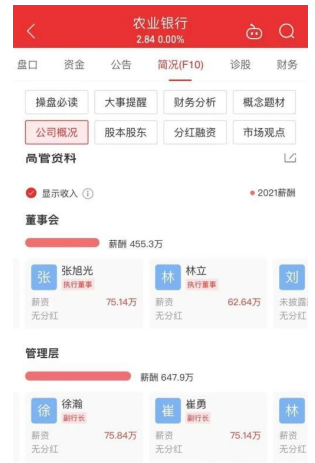 农业银行
2.84 0.00%
盘口 资金 公告 简况(F10) 诊股 财务
操盘必读 大事提醒 财务分析 概念题材
公司概况 股本股东 分红融资 市场观点
高管资料
显示收入 2021薪酬
董事会
薪酬 455.3万
张 张旭光 林 林立 刘
执行董事 执行董事
薪资 75.14万 薪资 62.64万 未披露
无分红 无分红 无分红
管理层
薪酬 647.9万
徐 徐瀚 崔 崔勇 林
副行长 副行长
薪资 75.84万 薪资 75.14万 薪资
无分红 无分红 无分红